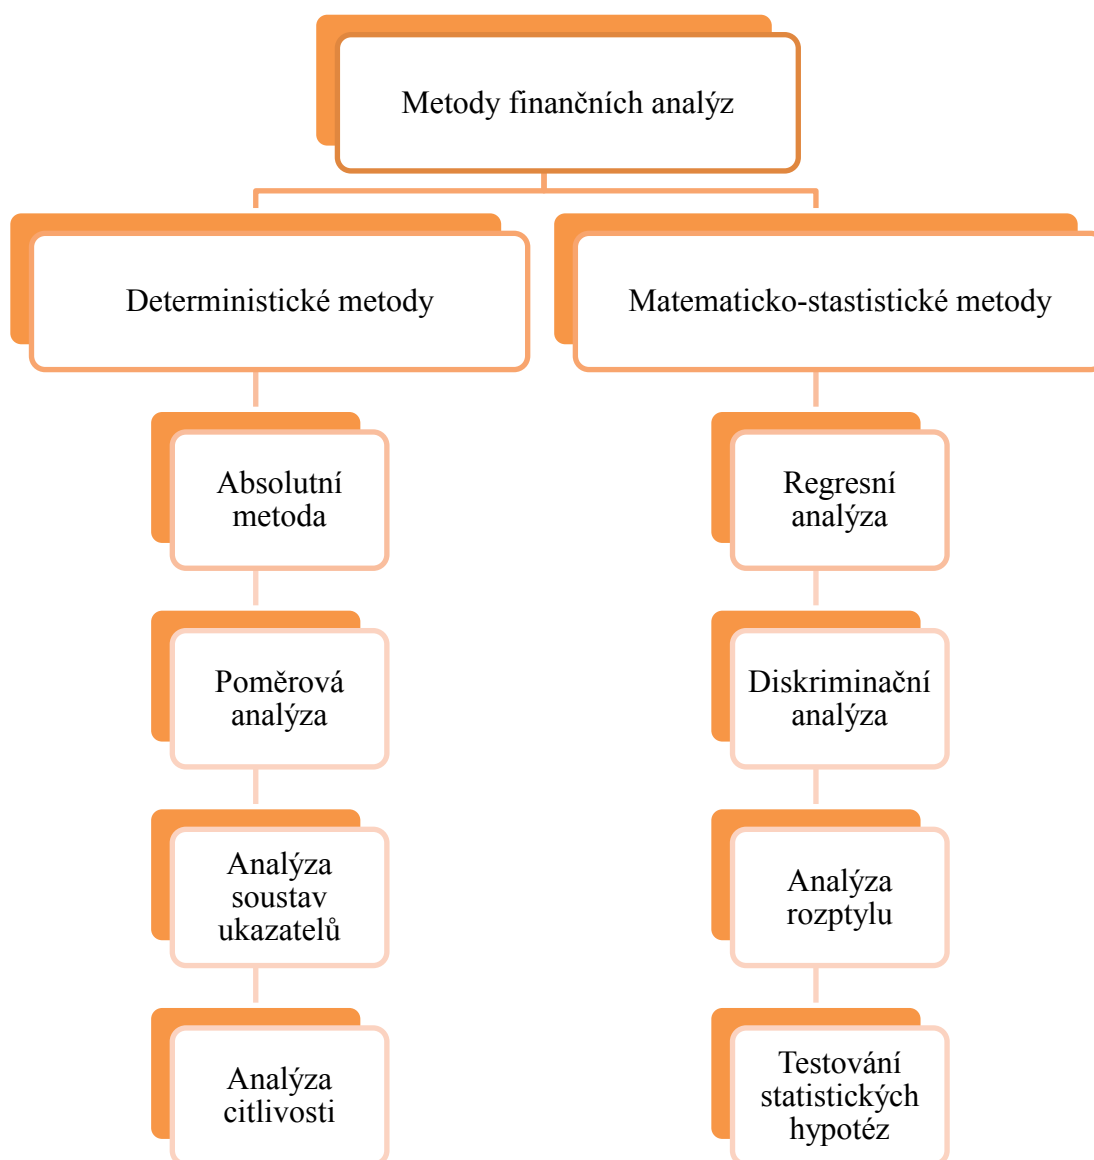 Metody finančních analýz
Deterministické metody
Matematicko-stastistické metody
Absolutní
metoda
Regresní
analýza
Poměrová
analýza
Diskriminační
analýza
Analýza
soustav
ukazatelů
Analýza
rozptylu
Analýza
citlivosti
Testování
statistických
hypotéz